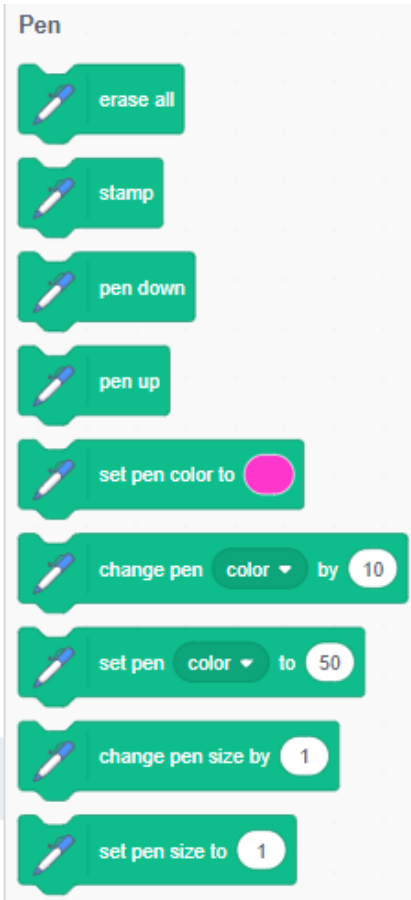 Pen
erase all
stamp
pen down
pen up
set pen color to
change pen color by 10
set pen color to 50
change pen size by 1
set pen size to 1